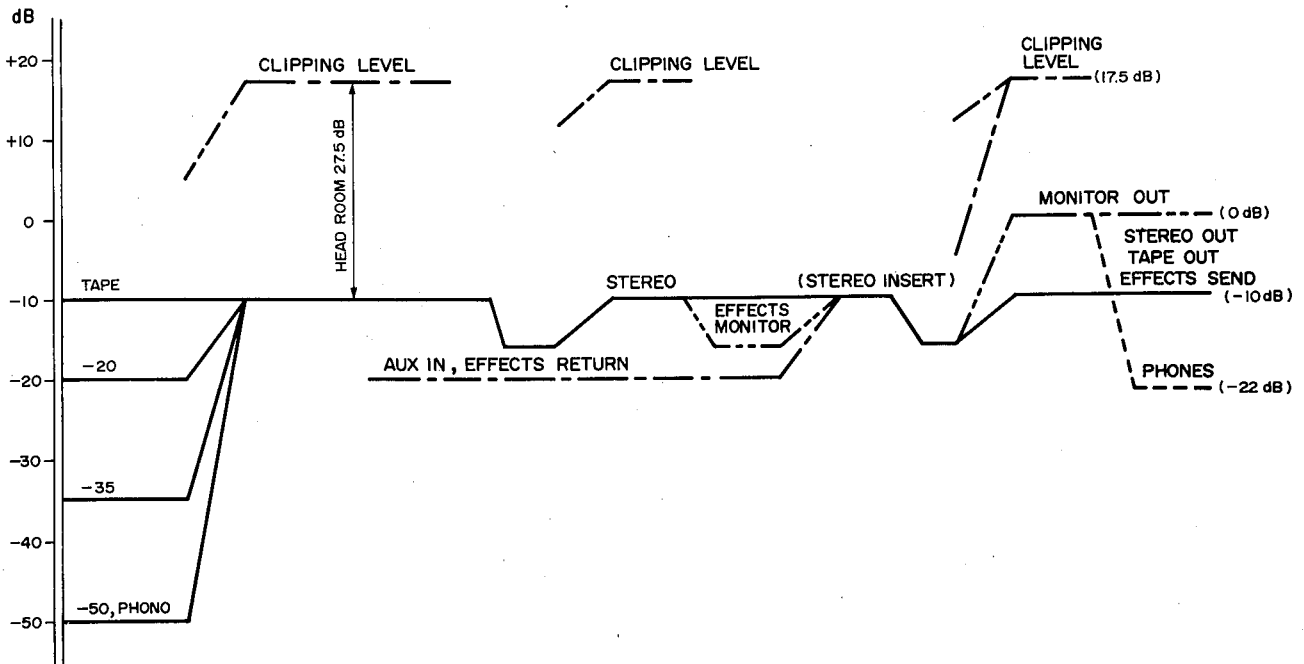 dB
+20
+10
0
-10
-20
-30
-40
-50
CLIPPING LEVEL
HEAD ROOM 27.5 dB
CLIPPING LEVEL
CLIPPING
LEVEL
(17.5 dB)
MONITOR OUT
(0 dB)
STEREO OUT
TAPE OUT
EFFECTS SEND
(-10 dB)
TAPE
STEREO
(STEREO INSERT)
EFFECTS
MONITOR
AUX IN, EFFECTS RETURN
PHONES
(-22 dB)
-20
-35
-50, PHONO